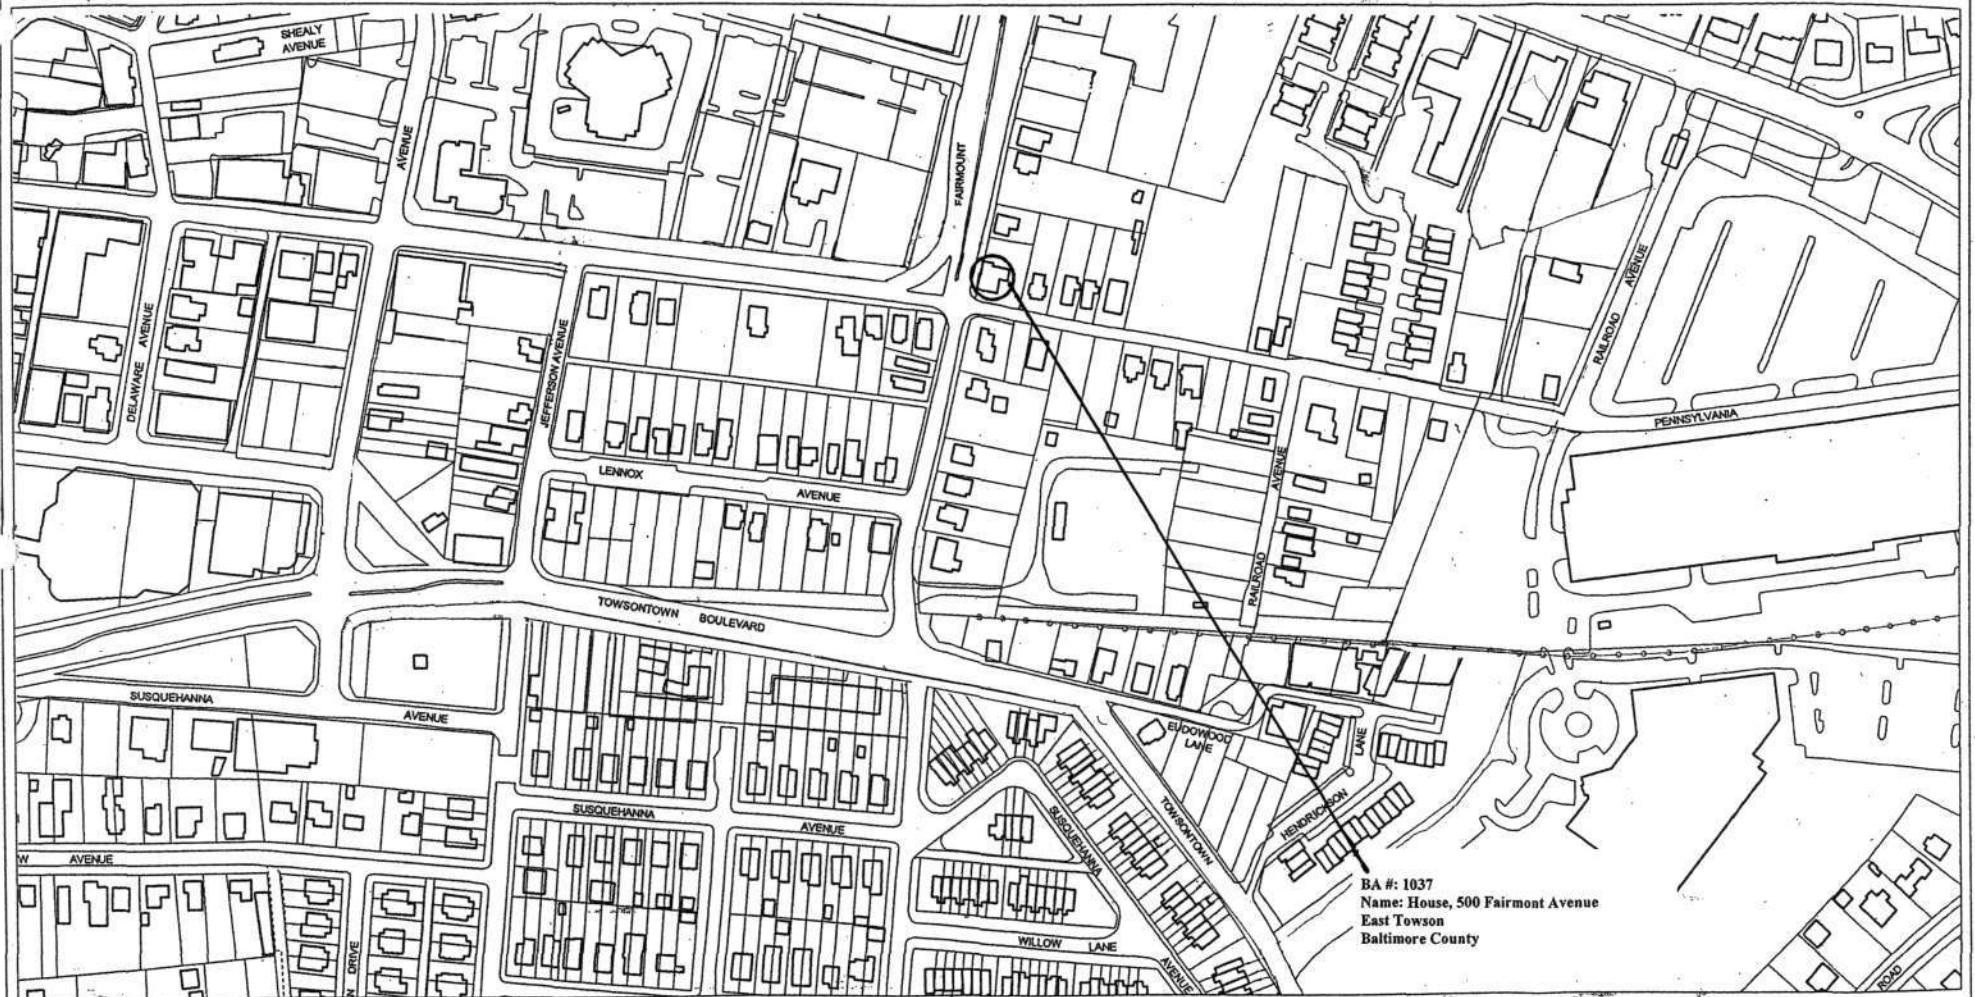 SHEALY
AVENUE
AVENUE
FAIRMOUNT
DELAWARE AVENUE
JEFFERSON AVENUE
RAILROAD AVENUE
PENNSYLVANIA
LENNOX
AVENUE
AVENUE
RAILROAD
TOWSONTOWN BOULEVARD
SUSQUEHANNA
AVENUE
EUDOWOOD
LANE
LANE
HENDRICKSON
TOWSONTOWN
SUSQUEHANNA
AVENUE
SUSQUEHANNA
AVENUE
W AVENUE
BA #: 1037
Name: House, 500 Fairmont Avenue
East Towson
Baltimore County
WILLOW LANE
DRIVE
ROAD